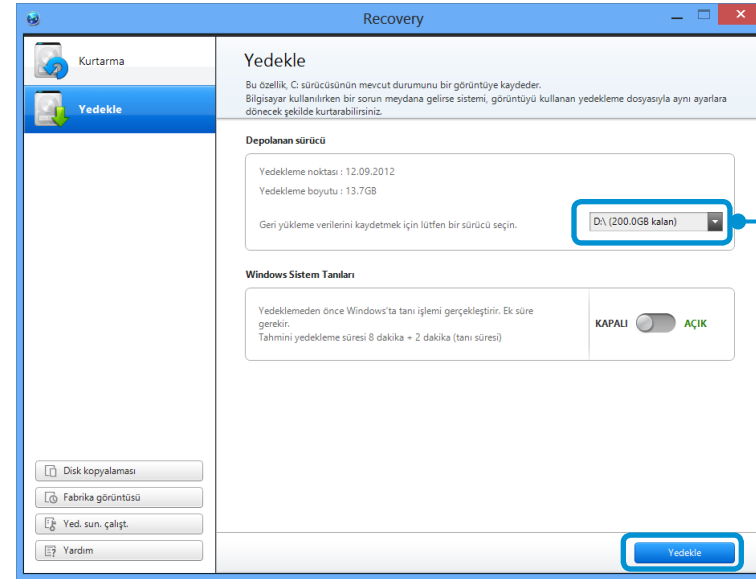 Recovery
Kurtarma
Yedekle
Yedekle
Bu özellik, C: sürücüsünün mevcut durumunu bir görüntüye kaydeder.
Bilgisayar kullanılırken bir sorun meydana gelirse sistemi, görüntüyü kullanan yedekleme dosyasıyla aynı ayarlara
dönecek şekilde kurtarabilirsiniz.
Depolanan sürücü
Yedekleme noktası : 12.09.2012
Yedekleme boyutu : 13.7GB
Geri yükleme verilerini kaydetmek için lütfen bir sürücü seçin.
D:\ (200.0GB kalan)
Windows Sistem Tanıları
Yedeklemeden önce Windows'ta tanı işlemi gerçekleştirir. Ek süre
gerekir.
Tahmini yedekleme süresi 8 dakika + 2 dakika (tanı süresi)
KAPALI AÇIK
Disk kopyalaması
Fabrika görüntüsü
Yed. sun. çalışt.
Yardım
Yedekle